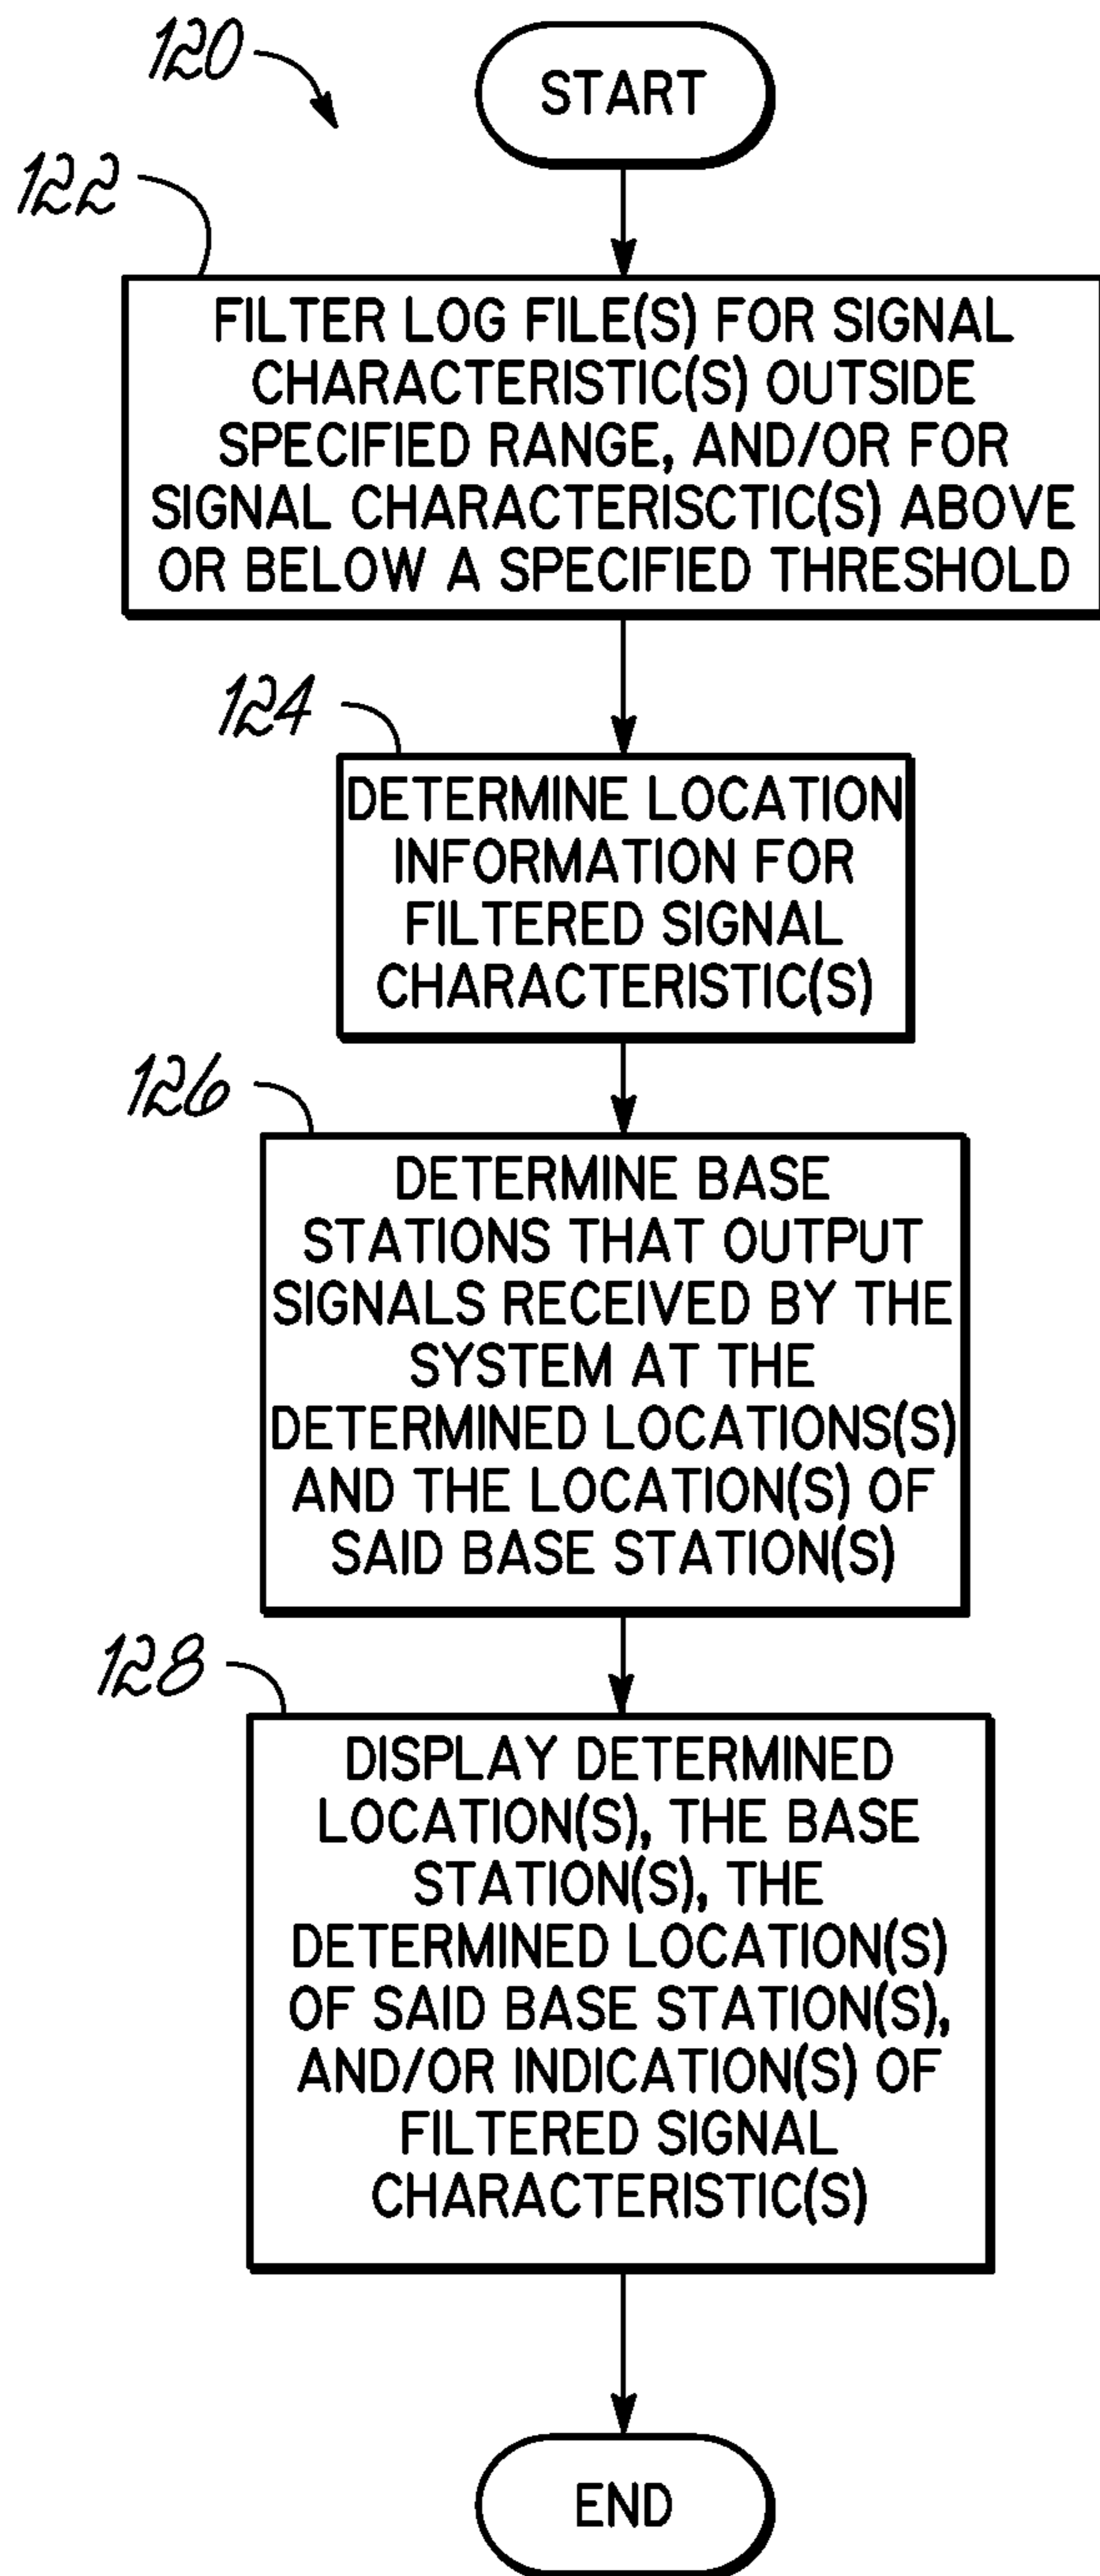 120
START
122
FILTER LOG FILE(S) FOR SIGNAL
CHARACTERISTIC(S) OUTSIDE
SPECIFIED RANGE, AND/OR FOR
SIGNAL CHARACTERISCTIC(S) ABOVE
OR BELOW A SPECIFIED THRESHOLD
124
DETERMINE LOCATION
INFORMATION FOR
FILTERED SIGNAL
CHARACTERISTIC(S)
126
DETERMINE BASE
STATIONS THAT OUTPUT
SIGNALS RECEIVED BY THE
SYSTEM AT THE
DETERMINED LOCATIONS(S)
AND THE LOCATION(S) OF
SAID BASE STATION(S)
128
DISPLAY DETERMINED
LOCATION(S), THE BASE
STATION(S), THE
DETERMINED LOCATION(S)
OF SAID BASE STATION(S),
AND/OR INDICATION(S) OF
FILTERED SIGNAL
CHARACTERISTIC(S)
END